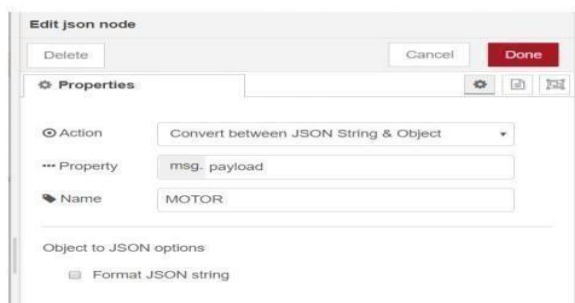 Edit json node
Delete Cancel Done
Properties
Action Convert between JSON String & Object
Property msg. payload
Name MOTOR
Object to JSON options
Format JSON string